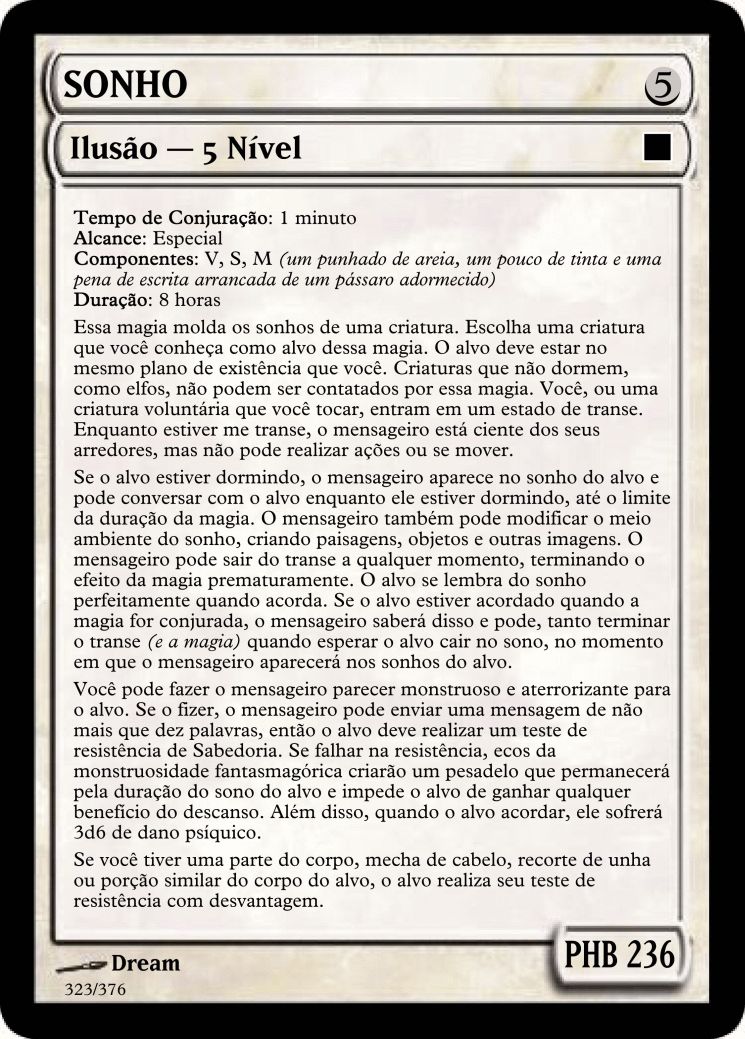 SONHO
5
Ilusão — 5 Nível
Tempo de Conjuração: 1 minuto
Alcance: Especial
Componentes: V, S, M (um punhado de areia, um pouco de tinta e uma
pena de escrita arrancada de um pássaro adormecido)
Duração: 8 horas
Essa magia molda os sonhos de uma criatura. Escolha uma criatura
que você conheça como alvo dessa magia. O alvo deve estar no
mesmo plano de existência que você. Criaturas que não dormem,
como elfos, não podem ser contatados por essa magia. Você, ou uma
criatura voluntária que você tocar, entram em um estado de transe.
Enquanto estiver me transe, o mensageiro está ciente dos seus
arredores, mas não pode realizar ações ou se mover.
Se o alvo estiver dormindo, o mensageiro aparece no sonho do alvo e
pode conversar com o alvo enquanto ele estiver dormindo, até o limite
da duração da magia. O mensageiro também pode modificar o meio
ambiente do sonho, criando paisagens, objetos e outras imagens. O
mensageiro pode sair do transe a qualquer momento, terminando o
efeito da magia prematuramente. O alvo se lembra do sonho
perfeitamente quando acorda. Se o alvo estiver acordado quando a
magia for conjurada, o mensageiro saberá disso e pode, tanto terminar
o transe (e a magia) quando esperar o alvo cair no sono, no momento
em que o mensageiro aparecerá nos sonhos do alvo.
Você pode fazer o mensageiro parecer monstruoso e aterrorizante para
o alvo. Se o fizer, o mensageiro pode enviar uma mensagem de não
mais que dez palavras, então o alvo deve realizar um teste de
resistência de Sabedoria. Se falhar na resistência, ecos da
monstruosidade fantasmagórica criarão um pesadelo que permanecerá
pela duração do sono do alvo e impede o alvo de ganhar qualquer
benefício do descanso. Além disso, quando o alvo acordar, ele sofrerá
3d6 de dano psíquico.
Se você tiver uma parte do corpo, mecha de cabelo, recorte de unha
ou porção similar do corpo do alvo, o alvo realiza seu teste de
resistência com desvantagem.
PHB 236
Dream
323/376